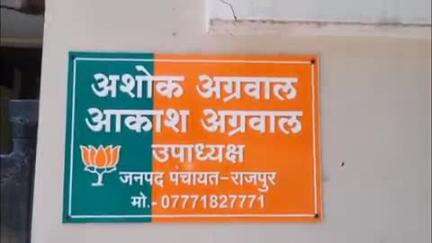 अशोक अग्रवाल
आकाश अग्रवाल
उपाध्यक्ष
जनपद पंचायत-राजपुर
मो.- 07771827771